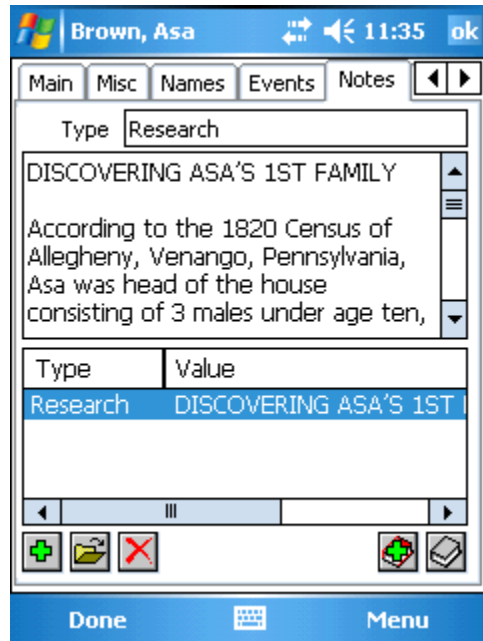 Brown, Asa 11:35 ok
Main Misc Names Events Notes
Type Research
DISCOVERING ASA'S 1ST FAMILY
According to the 1820 Census of
Allegheny, Venango, Pennsylvania,
Asa was head of the house
consisting of 3 males under age ten,
Type Value
Research DISCOVERING ASA'S 1ST
Done Menu